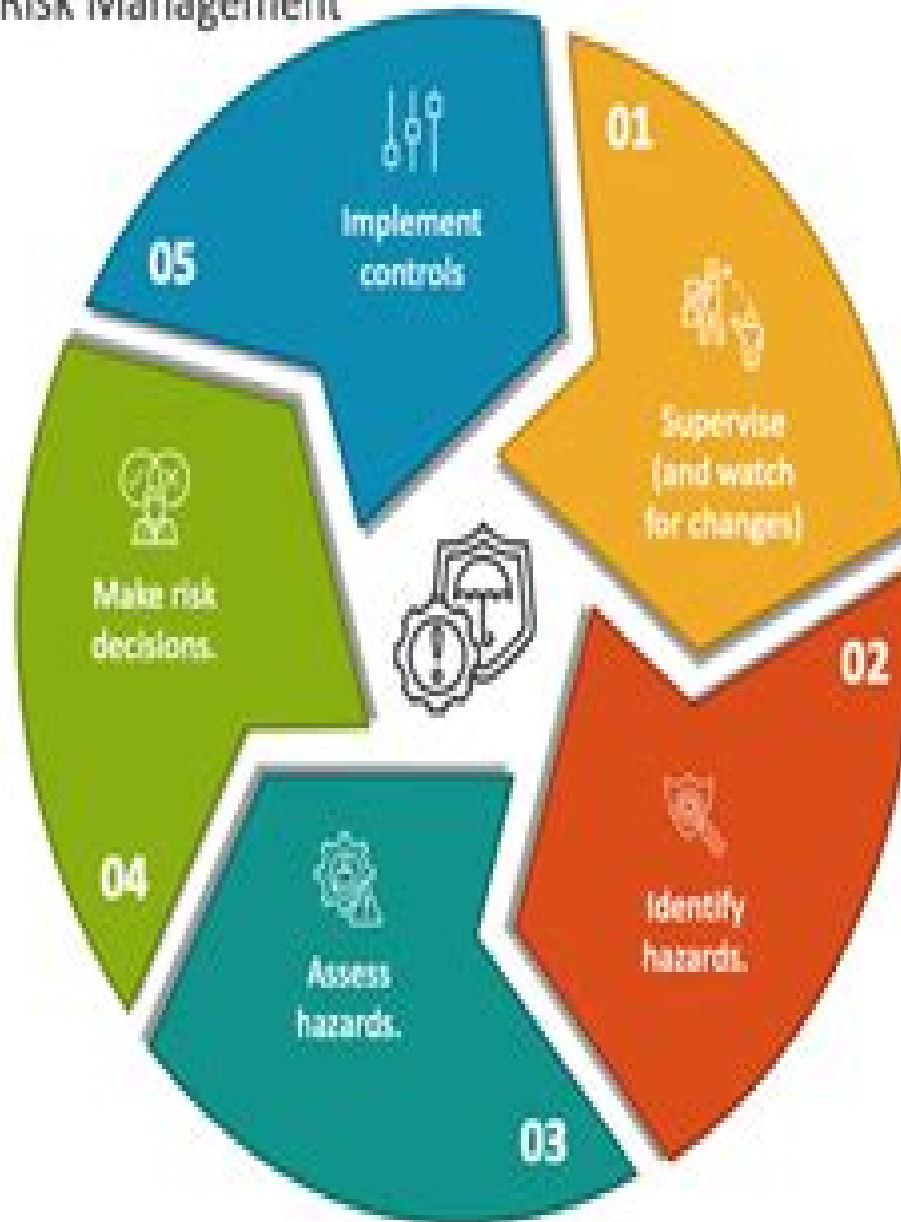 Risk Management
01
Supervise
(and watch
for changes)
02
Identify
hazards.
03
Assess
hazards.
04
Make risk
decisions.
05
Implement
controls